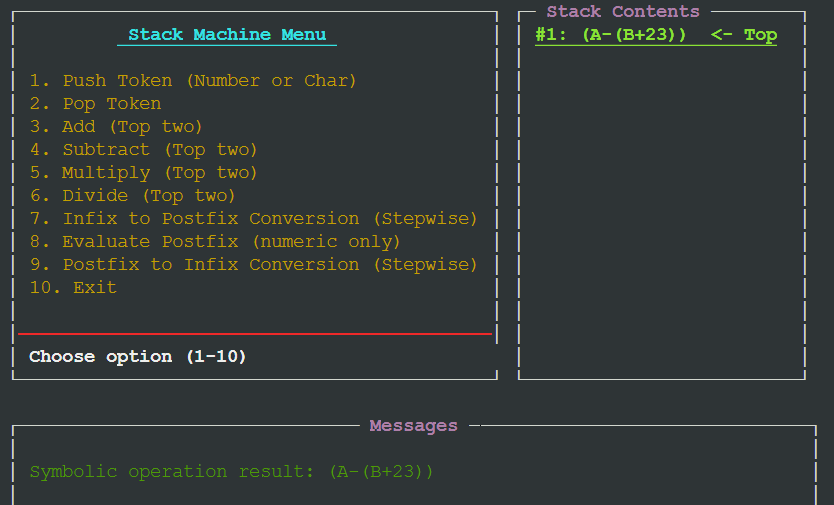 Stack Machine Menu
1. Push Token (Number or Char)
2. Pop Token
3. Add (Top two)
4. Subtract (Top two)
5. Multiply (Top two)
6. Divide (Top two)
7. Infix to Postfix Conversion (Stepwise)
8. Evaluate Postfix (numeric only)
9. Postfix to Infix Conversion (Stepwise)
10. Exit
Choose option (1-10)
Stack Contents
#1: (A-(B+23))  <- Top
Messages
Symbolic operation result: (A-(B+23))